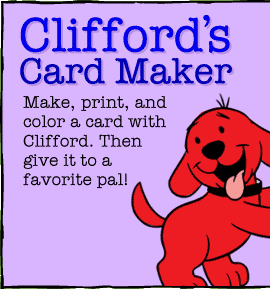 Clifford's
Card Maker
Make, print, and
color a card with
Clifford. Then
give it to a
favorite pal!